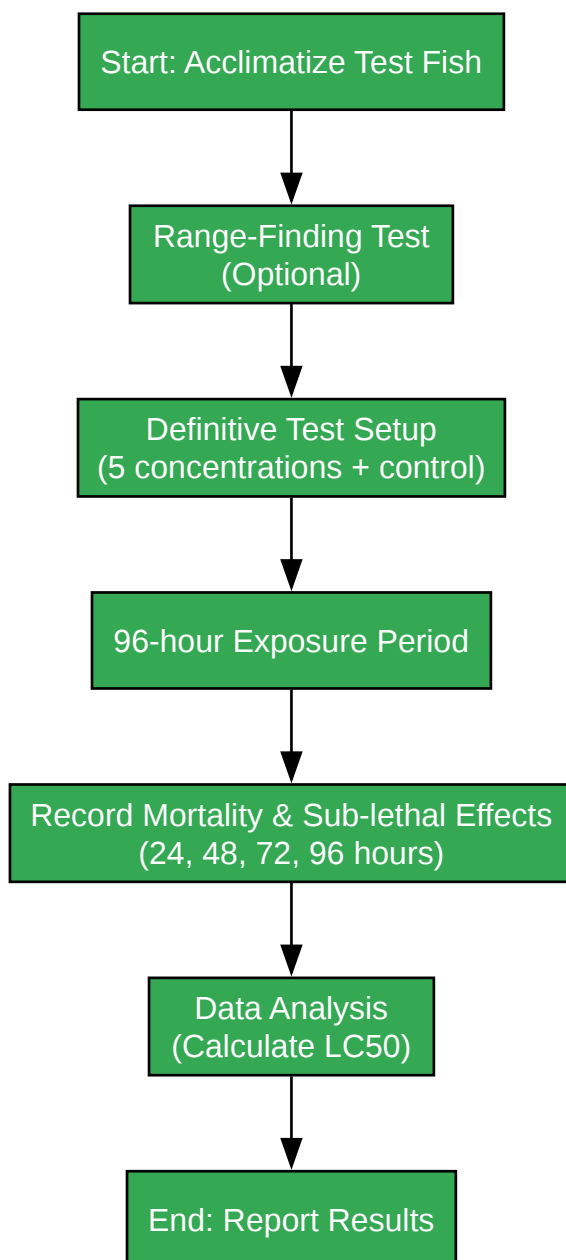 Start: Acclimatize Test Fish
Range-Finding Test
(Optional)
Definitive Test Setup
(5 concentrations + control)
96-hour Exposure Period
Record Mortality & Sub-lethal Effects
(24, 48, 72, 96 hours)
Data Analysis
(Calculate LC50)
End: Report Results